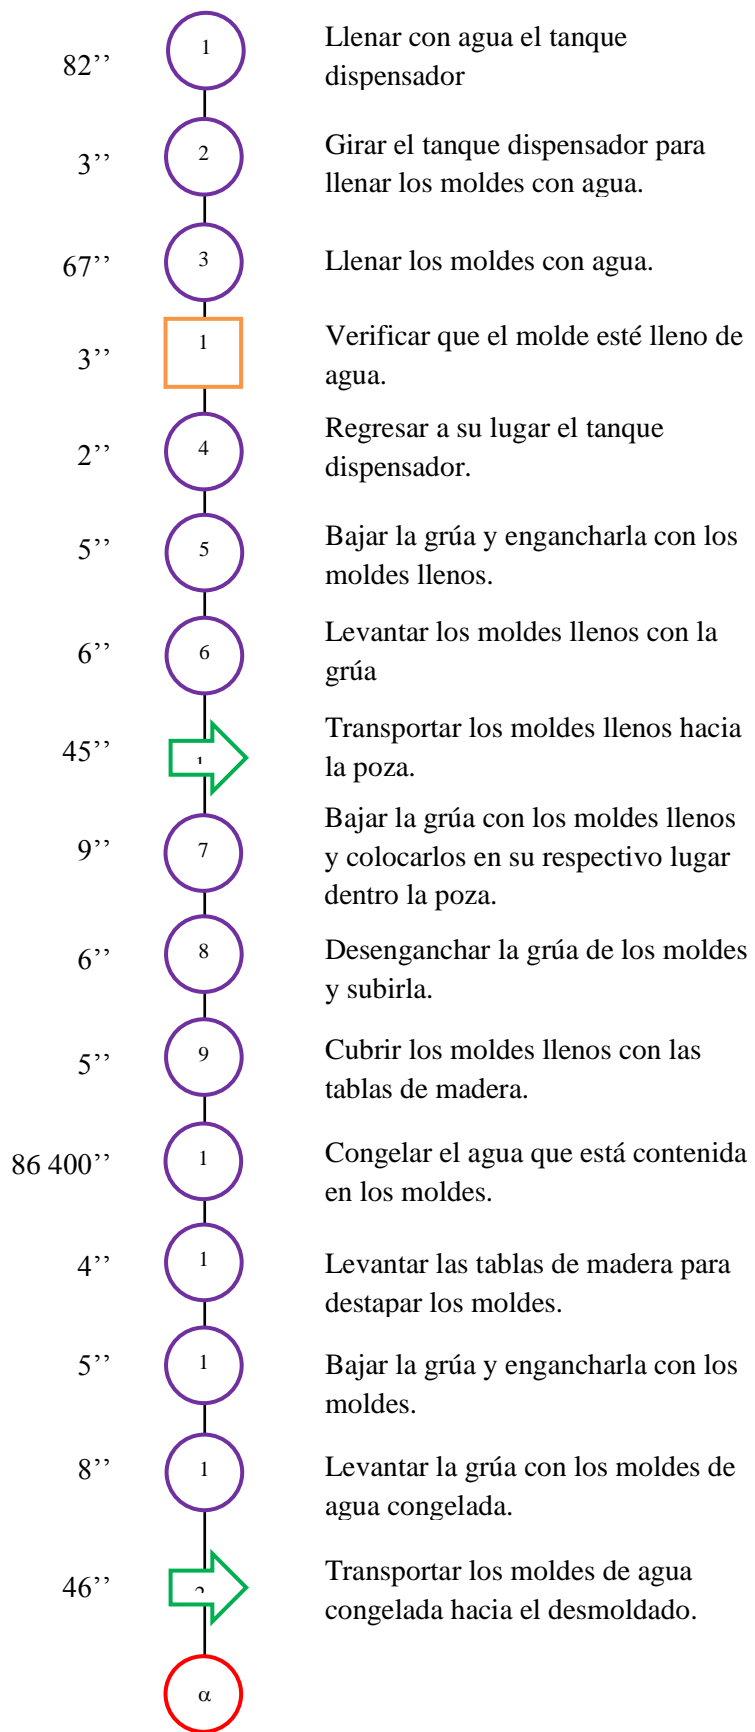 82’’ 1 Llenar con agua el tanque
dispensador
3’’ 2 Girar el tanque dispensador para
llenar los moldes con agua.
67’’ 3 Llenar los moldes con agua.
3’’ 1 Verificar que el molde esté lleno de
agua.
2’’ 4 Regresar a su lugar el tanque
dispensador.
5’’ 5 Bajar la grúa y engancharla con los
moldes llenos.
6’’ 6 Levantar los moldes llenos con la
grúa
45’’ 1 Transportar los moldes llenos hacia
la poza.
9’’ 7 Bajar la grúa con los moldes llenos
y colocarlos en su respectivo lugar
dentro la poza.
6’’ 8 Desenganchar la grúa de los moldes
y subirla.
5’’ 9 Cubrir los moldes llenos con las
tablas de madera.
86 400’’ 1 Congelar el agua que está contenida
en los moldes.
4’’ 1 Levantar las tablas de madera para
destapar los moldes.
5’’ 1 Bajar la grúa y engancharla con los
moldes.
8’’ 1 Levantar la grúa con los moldes de
agua congelada.
46’’ 2 Transportar los moldes de agua
congelada hacia el desmoldado.
α